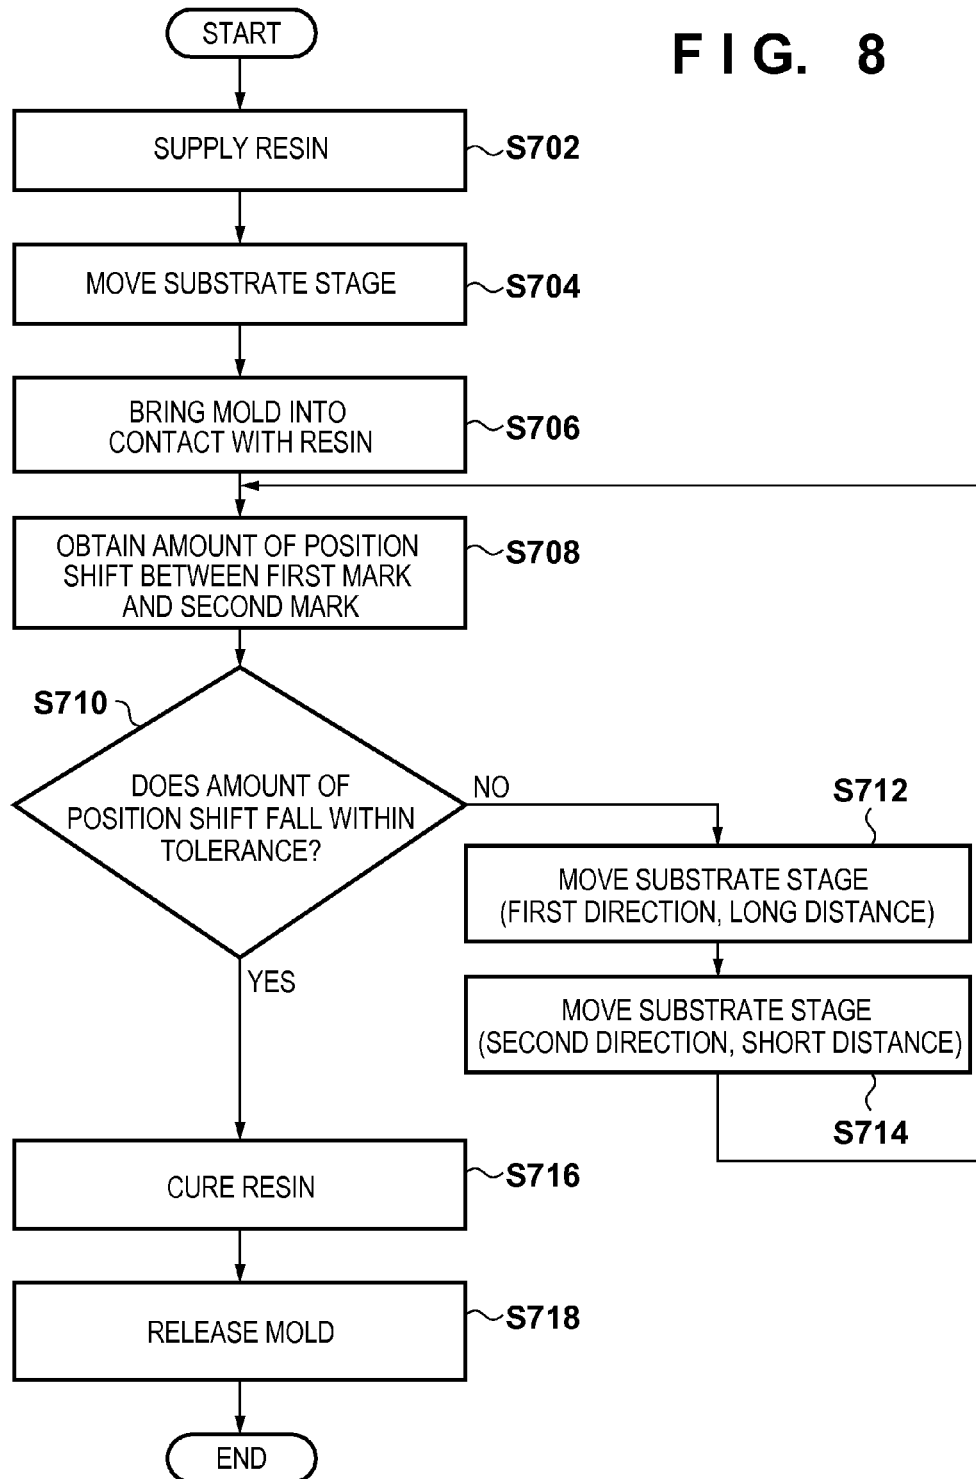 START
FIG. 8
SUPPLY RESIN
S702
MOVE SUBSTRATE STAGE
S704
BRING MOLD INTO
CONTACT WITH RESIN
S706
OBTAIN AMOUNT OF POSITION
SHIFT BETWEEN FIRST MARK
AND SECOND MARK
S708
S710
DOES AMOUNT OF
POSITION SHIFT FALL WITHIN
TOLERANCE?
NO
YES
S712
MOVE SUBSTRATE STAGE
(FIRST DIRECTION, LONG DISTANCE)
MOVE SUBSTRATE STAGE
(SECOND DIRECTION, SHORT DISTANCE)
S714
CURE RESIN
S716
RELEASE MOLD
S718
END